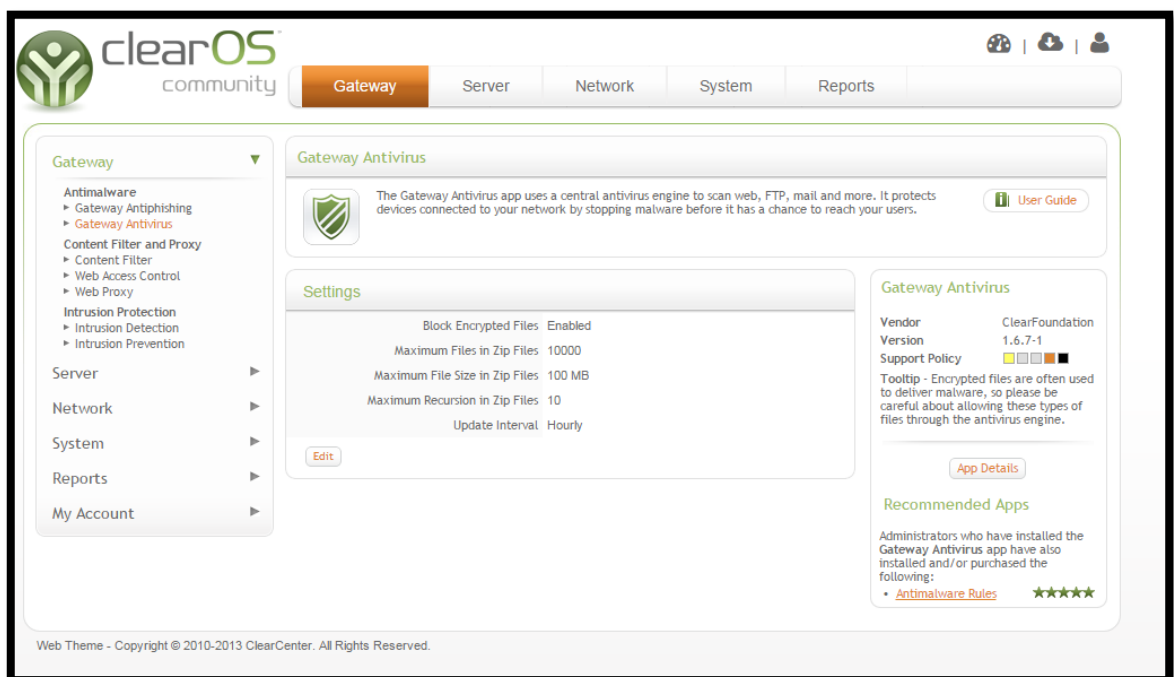 clearOS™
community
Gateway Server Network System Reports
Gateway
Antimalware
Gateway Antiphishing
Gateway Antivirus
Content Filter and Proxy
Content Filter
Web Access Control
Web Proxy
Intrusion Protection
Intrusion Detection
Intrusion Prevention
Server
Network
System
Reports
My Account
Gateway Antivirus
The Gateway Antivirus app uses a central antivirus engine to scan web, FTP, mail and more. It protects
devices connected to your network by stopping malware before it has a chance to reach your users.
User Guide
Settings
Block Encrypted Files Enabled
Maximum Files in Zip Files 10000
Maximum File Size in Zip Files 100 MB
Maximum Recursion in Zip Files 10
Update Interval Hourly
Edit
Gateway Antivirus
Vendor ClearFoundation
Version 1.6.7-1
Support Policy
Tooltip - Encrypted files are often used
to deliver malware, so please be
careful about allowing these types of
files through the antivirus engine.
App Details
Recommended Apps
Administrators who have installed the
Gateway Antivirus app have also
installed and/or purchased the
following:
• Antimalware Rules
Web Theme - Copyright © 2010-2013 ClearCenter. All Rights Reserved.